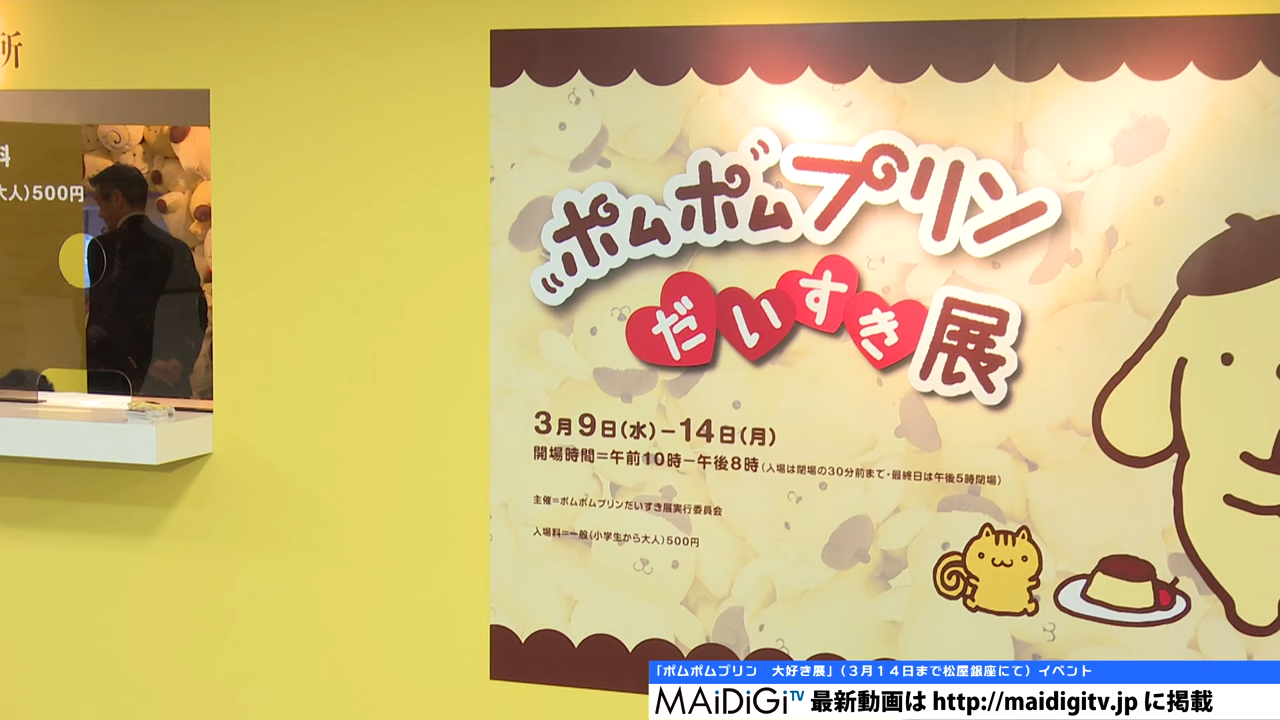 所
料
大人)500円
ポムポムプリン
だいすき展
3月9日(水)-14日(月)
開場時間=午前10時-午後8時(入場は閉場の30分前まで・最終日は午後5時閉場)
主催=ポムポムプリンだいすき展実行委員会
入場料=一般(小学生から大人)500円
「ポムポムプリン　大好き展」(3月14日まで松屋銀座にて)イベント
MAiDiGiTV 最新動画は http://maidigitv.jp に掲載